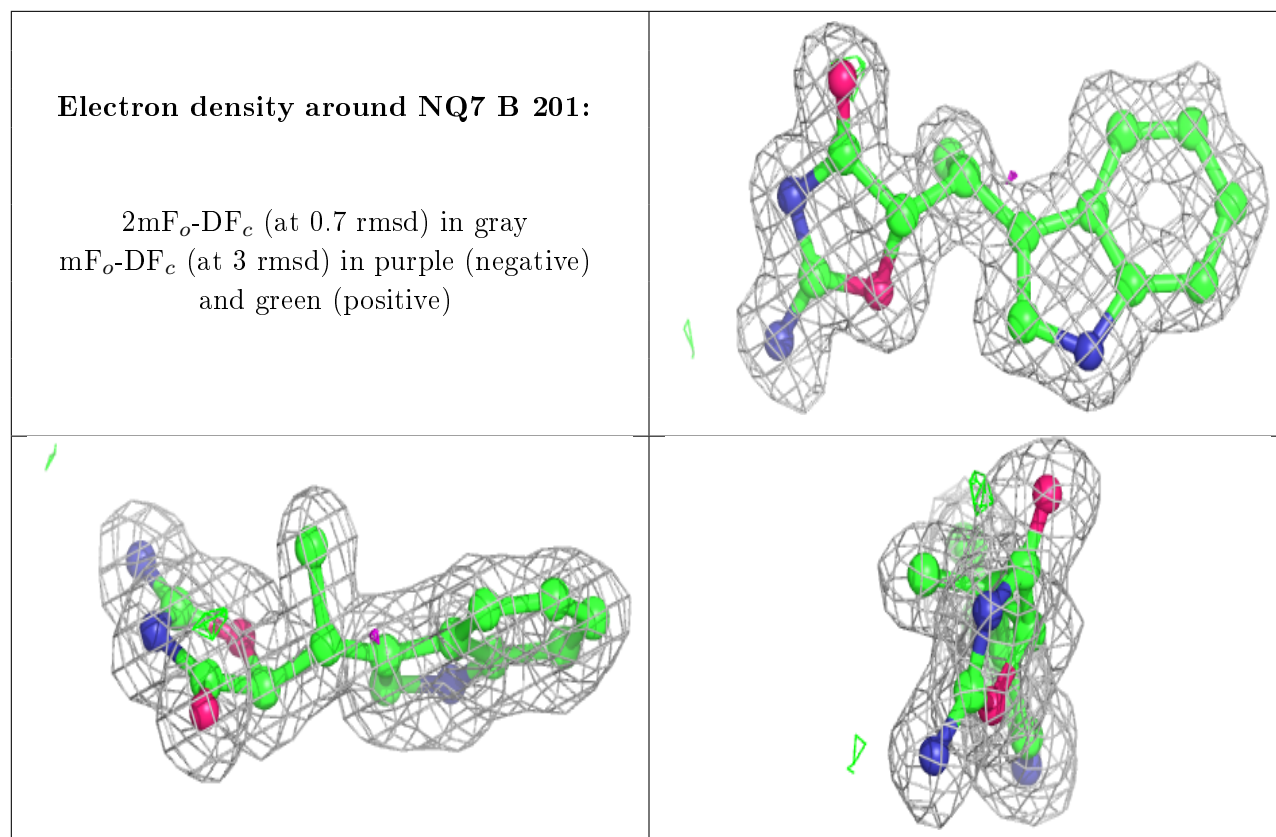 Electron density around NQ7 B 201:
2mFo-DFc (at 0.7 rmsd) in gray
mFo-DFc (at 3 rmsd) in purple (negative)
and green (positive)